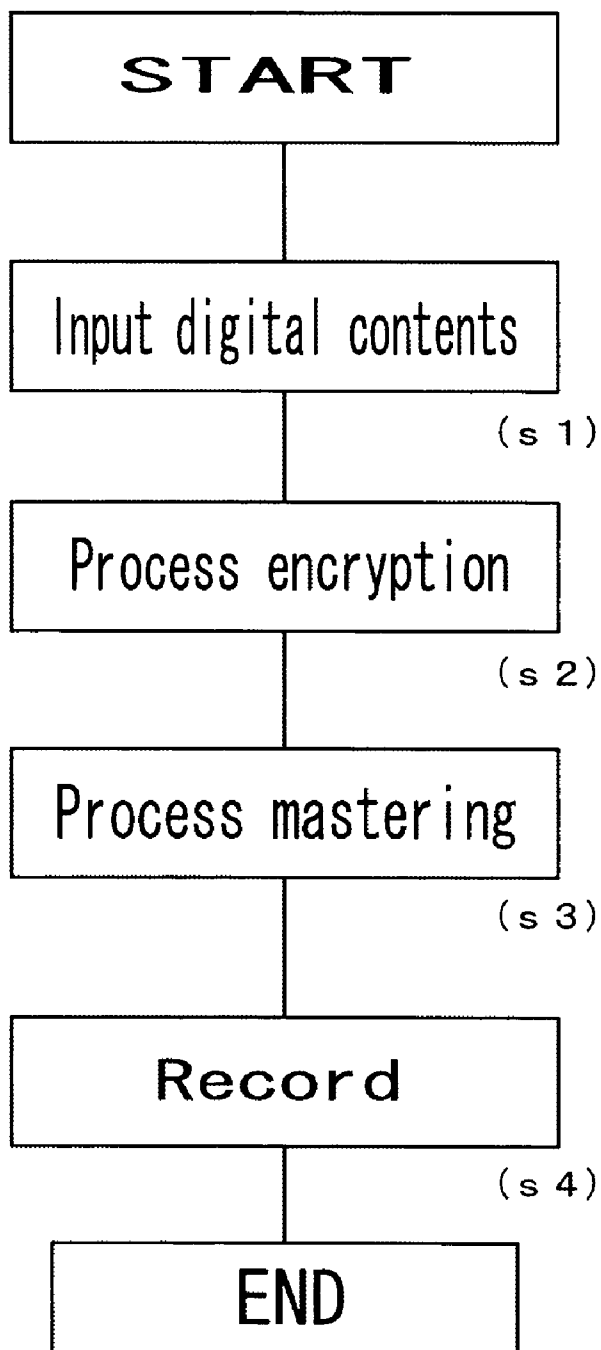 START
Input digital contents
(s 1)
Process encryption
(s 2)
Process mastering
(s 3)
Record
(s 4)
END